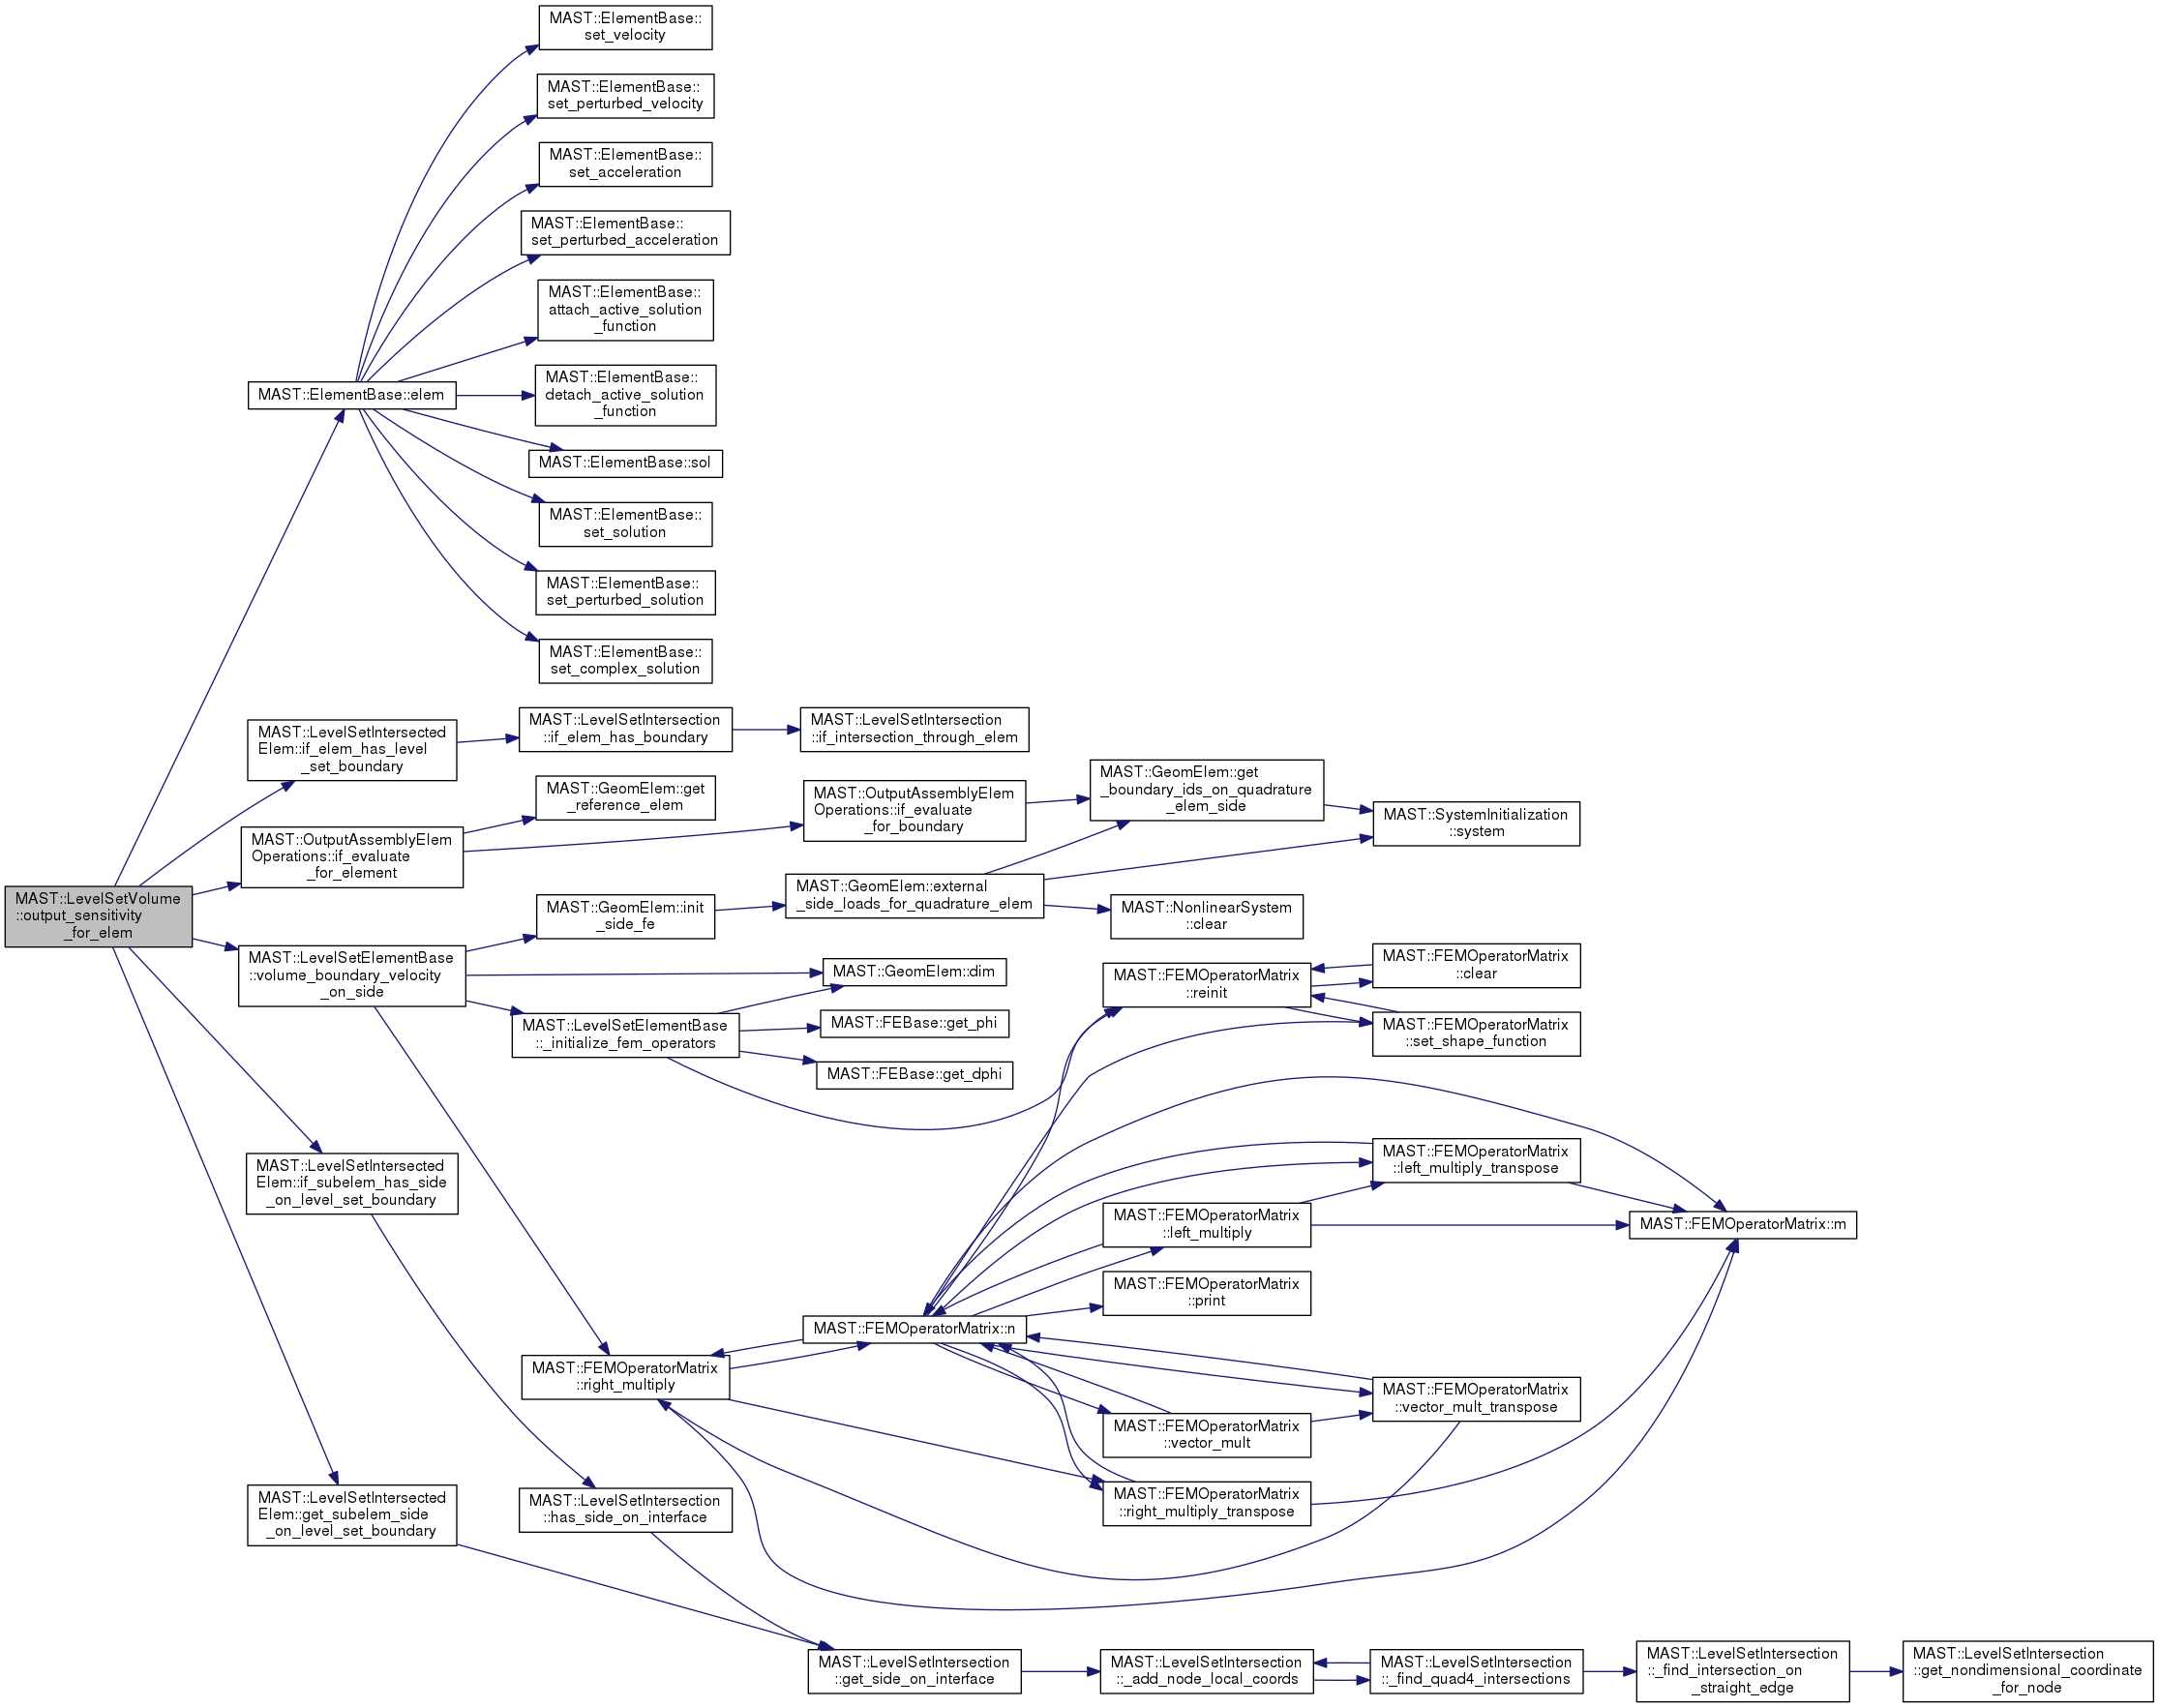 MAST::ElementBase::
set_velocity
MAST::ElementBase::
set_perturbed_velocity
MAST::ElementBase::
set_acceleration
MAST::ElementBase::
set_perturbed_acceleration
MAST::ElementBase::
attach_active_solution
_function
MAST::ElementBase::elem
MAST::ElementBase::
detach_active_solution
_function
MAST::ElementBase::sol
MAST::ElementBase::
set_solution
MAST::ElementBase::
set_perturbed_solution
MAST::ElementBase::
set_complex_solution
MAST::LevelSetIntersected
Elem::if_elem_has_level
_set_boundary
MAST::LevelSetIntersection
::if_elem_has_boundary
MAST::LevelSetIntersection
::if_intersection_through_elem
MAST::GeomElem::get
_reference_elem
MAST::OutputAssemblyElem
Operations::if_evaluate
_for_boundary
MAST::GeomElem::get
_boundary_ids_on_quadrature
_elem_side
MAST::SystemInitialization
::system
MAST::OutputAssemblyElem
Operations::if_evaluate
_for_element
MAST::LevelSetVolume
::output_sensitivity
_for_elem
MAST::GeomElem::init
_side_fe
MAST::GeomElem::external
_side_loads_for_quadrature_elem
MAST::NonlinearSystem
::clear
MAST::LevelSetElementBase
::volume_boundary_velocity
_on_side
MAST::GeomElem::dim
MAST::FEMOperatorMatrix
::reinit
MAST::FEMOperatorMatrix
::clear
MAST::LevelSetElementBase
::_initialize_fem_operators
MAST::FEBase::get_phi
MAST::FEMOperatorMatrix
::set_shape_function
MAST::FEBase::get_dphi
MAST::LevelSetIntersected
Elem::if_subelem_has_side
_on_level_set_boundary
MAST::FEMOperatorMatrix
::left_multiply_transpose
MAST::FEMOperatorMatrix
::left_multiply
MAST::FEMOperatorMatrix::m
MAST::FEMOperatorMatrix
::print
MAST::FEMOperatorMatrix::n
MAST::FEMOperatorMatrix
::right_multiply
MAST::FEMOperatorMatrix
::vector_mult_transpose
MAST::FEMOperatorMatrix
::vector_mult
MAST::FEMOperatorMatrix
::right_multiply_transpose
MAST::LevelSetIntersected
Elem::get_subelem_side
_on_level_set_boundary
MAST::LevelSetIntersection
::has_side_on_interface
MAST::LevelSetIntersection
::get_side_on_interface
MAST::LevelSetIntersection
::_add_node_local_coords
MAST::LevelSetIntersection
::_find_quad4_intersections
MAST::LevelSetIntersection
::_find_intersection_on
_straight_edge
MAST::LevelSetIntersection
::get_nondimensional_coordinate
_for_node